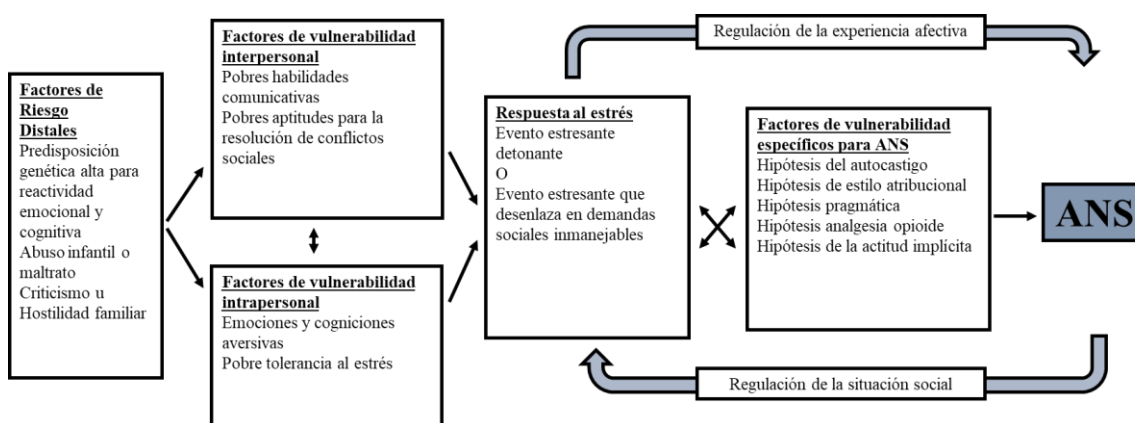 Factores de
Riesgo
Distales
Predisposición
genética alta para
reactividad
emocional y
cognitiva
Abuso infantil o
maltrato
Criticismo u
Hostilidad familiar
Factores de vulnerabilidad
interpersonal
Pobres habilidades
comunicativas
Pobres aptitudes para la
resolución de conflictos
sociales
Factores de vulnerabilidad
intrapersonal
Emociones y cogniciones
aversivas
Pobre tolerancia al estrés
Respuesta al estrés
Evento estresante
detonante
O
Evento estresante que
desenlaza en demandas
sociales inmanejables
Regulación de la experiencia afectiva
Factores de vulnerabilidad
específicos para ANS
Hipótesis del autocastigo
Hipótesis de estilo atribucional
Hipótesis pragmática
Hipótesis analgesia opioide
Hipótesis de la actitud implícita
Regulación de la situación social
ANS